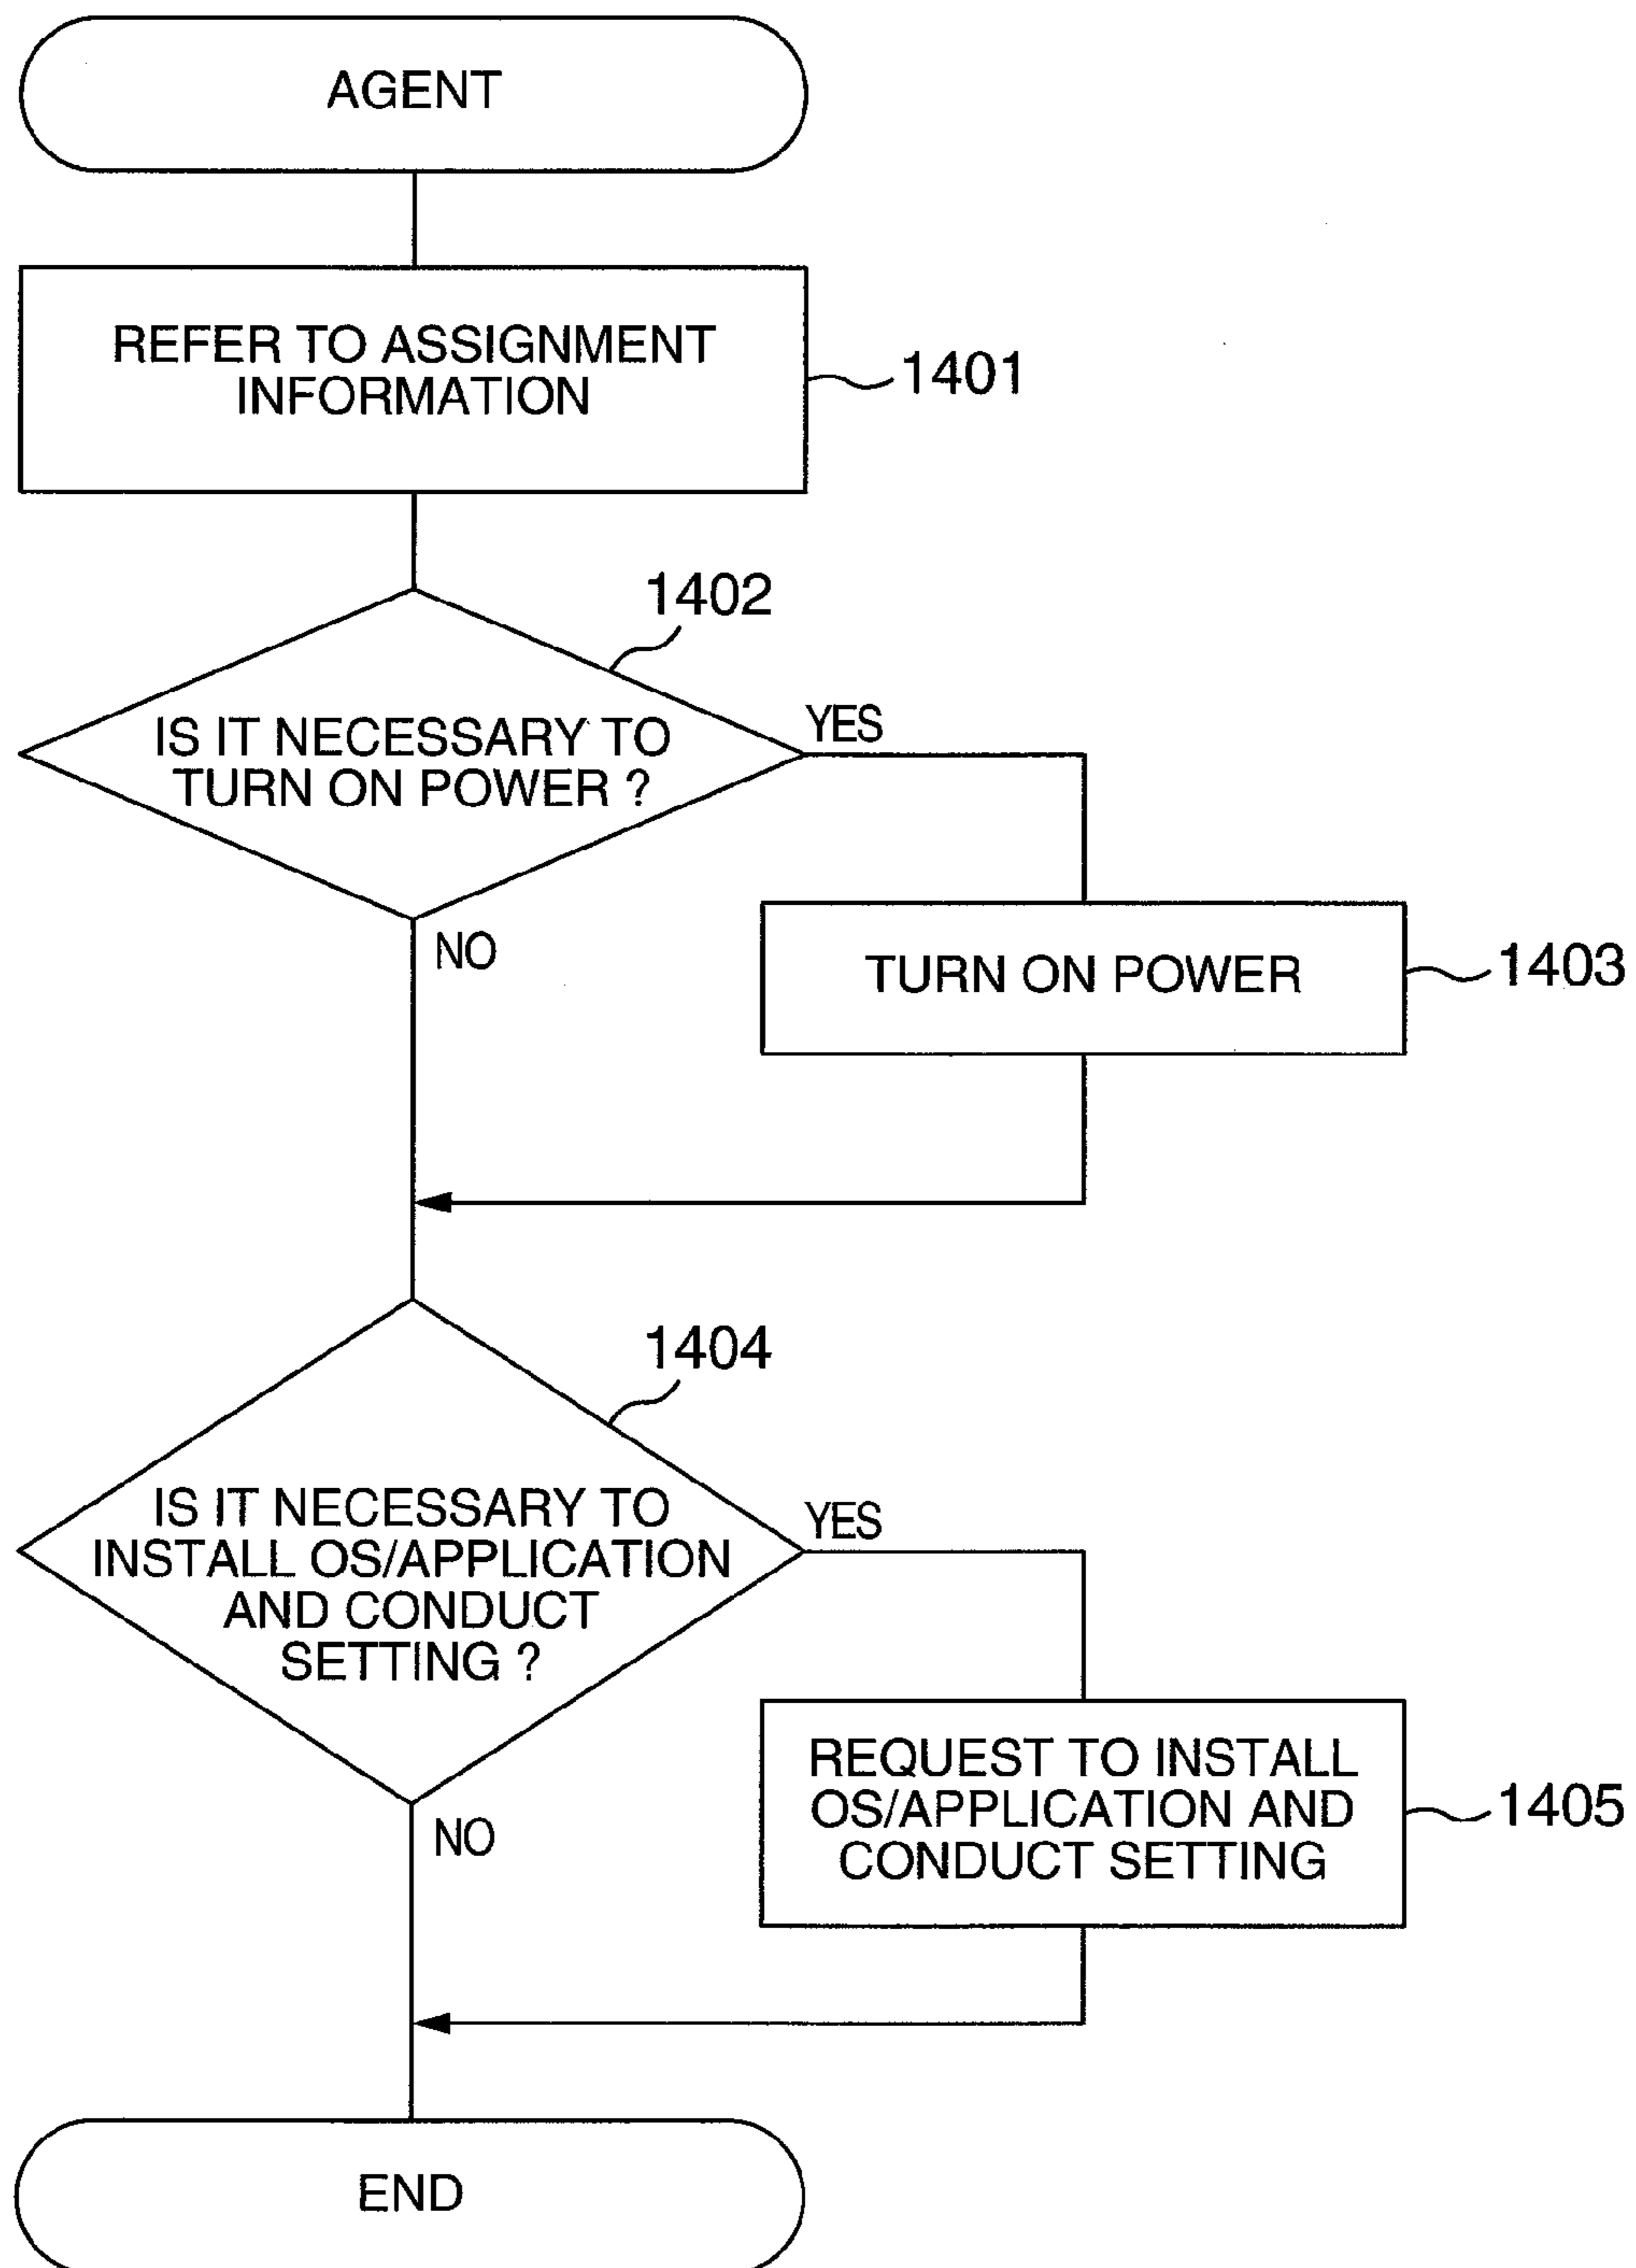 AGENT
REFER TO ASSIGNMENT
INFORMATION
1401
1402
IS IT NECESSARY TO
TURN ON POWER ?
YES
NO
TURN ON POWER
1403
1404
IS IT NECESSARY TO
INSTALL OS/APPLICATION
AND CONDUCT
SETTING ?
YES
NO
REQUEST TO INSTALL
OS/APPLICATION AND
CONDUCT SETTING
1405
END